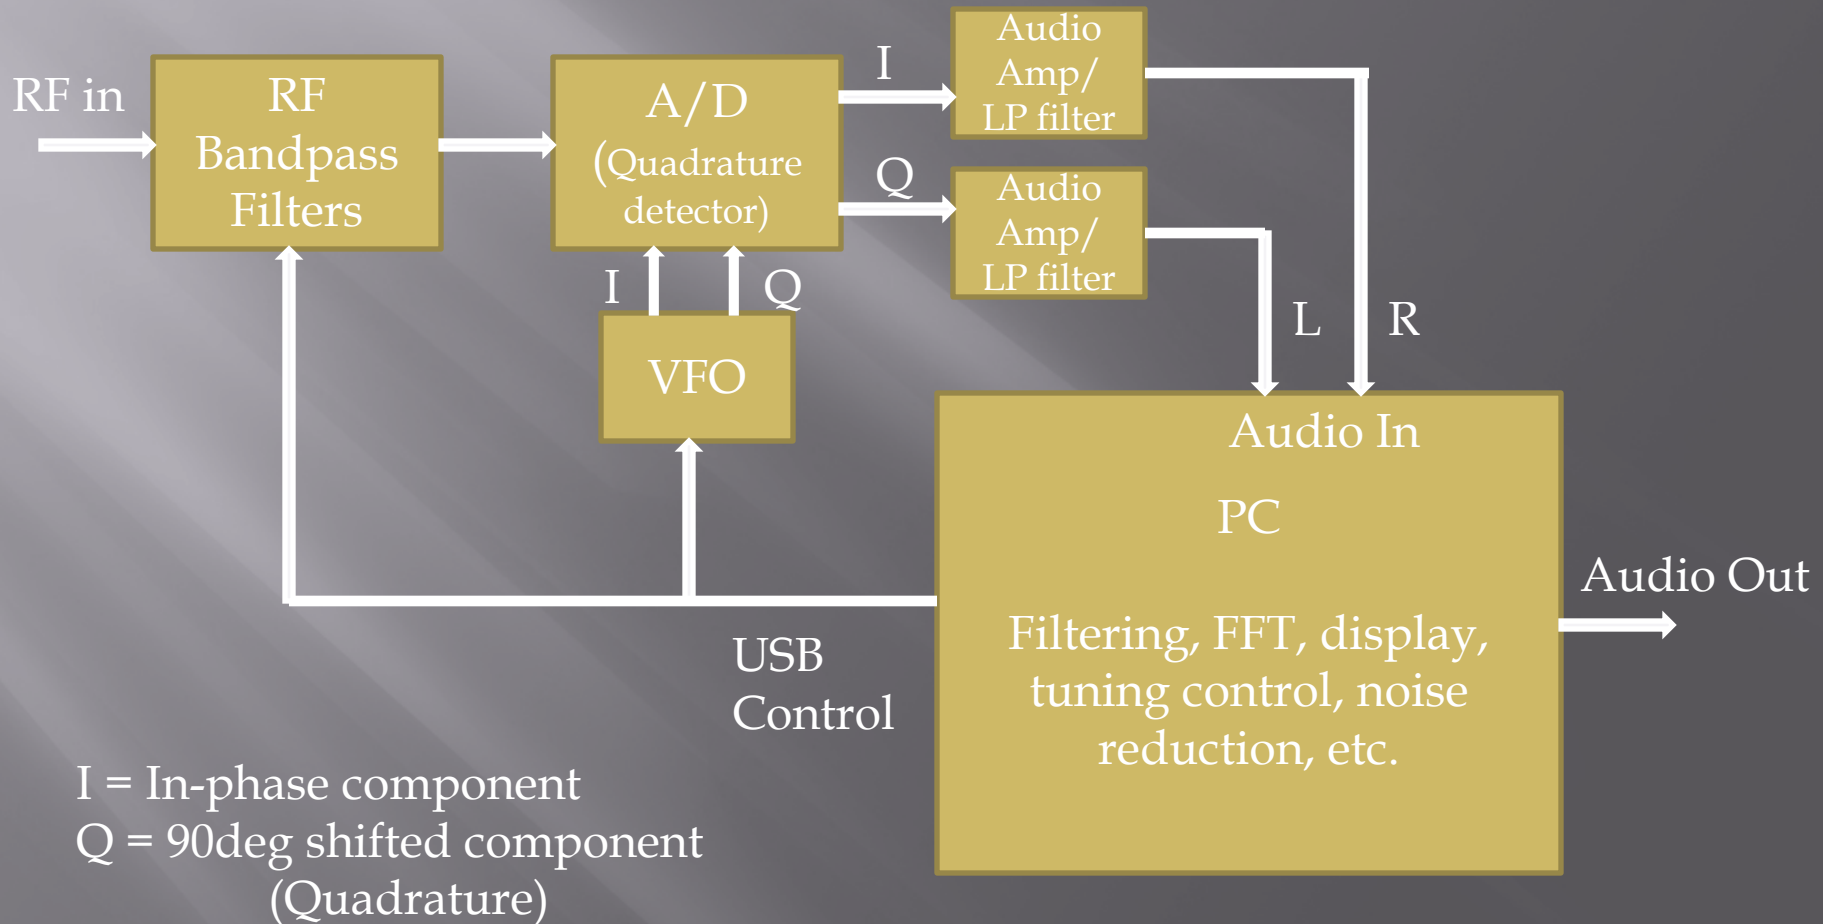 RF in
RF
Bandpass
Filters
A/D
(Quadrature
detector)
I
Q
Audio
Amp/
LP filter
Audio
Amp/
LP filter
I
Q
VFO
L
R
Audio In
PC
Filtering, FFT, display,
tuning control, noise
reduction, etc.
Audio Out
USB
Control
I = In-phase component
Q = 90deg shifted component
(Quadrature)